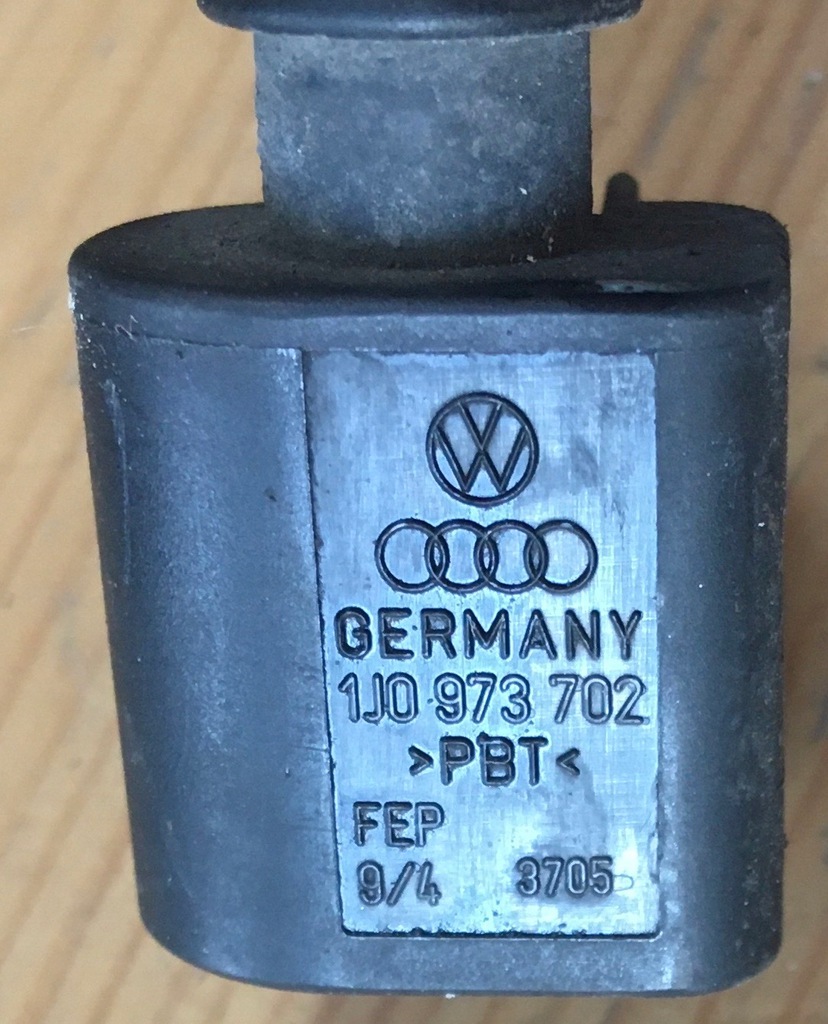 GERMANY
1J0 973 702
>PBT<
FEP
9/4 3705